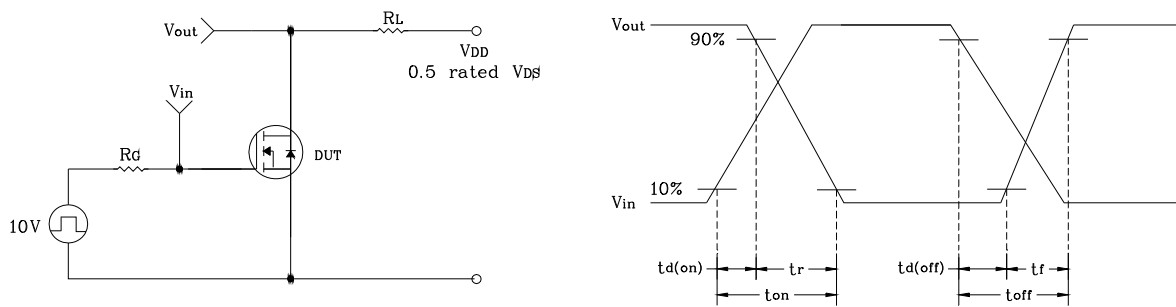 Vout
RL
VDD
0.5 rated VDS
Vin
RG
DUT
10V
Vout
90%
10%
Vin
td(on)
tr
td(off)
tf
ton
toff